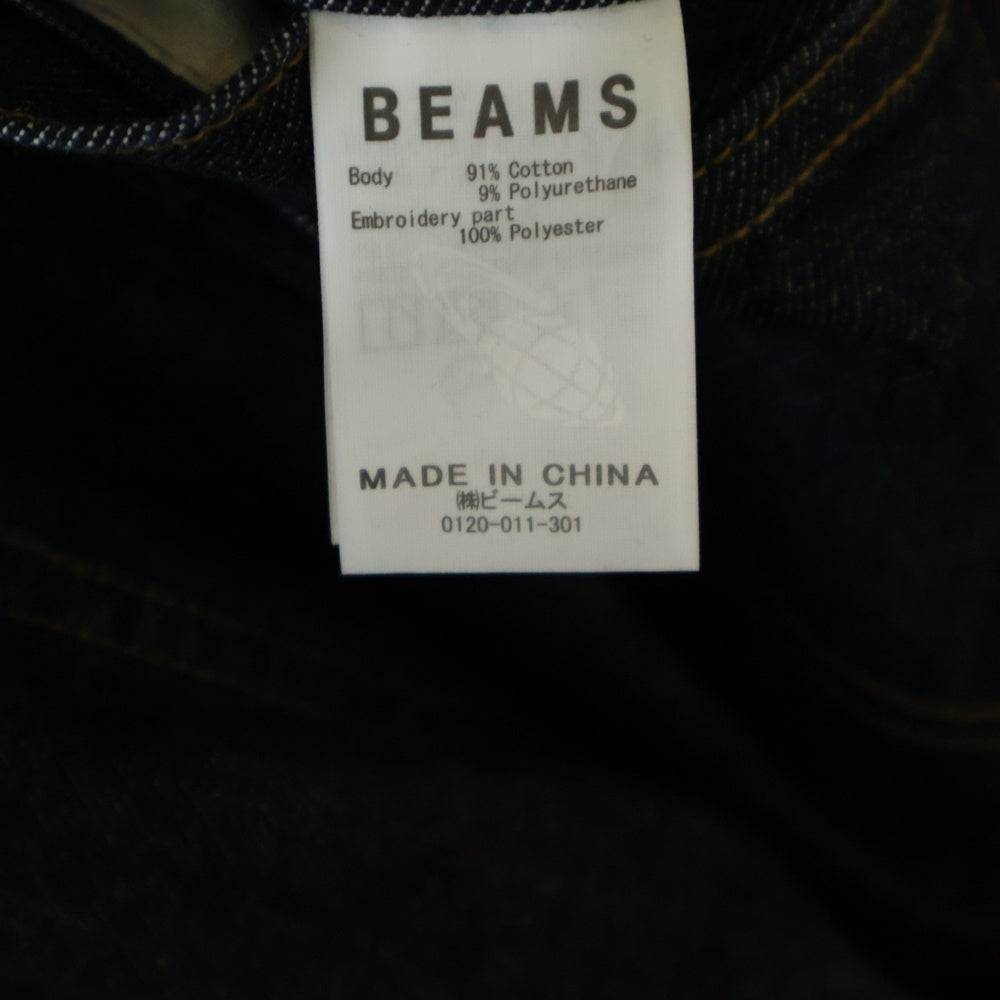 BEAMS
Body 91% Cotton
9% Polyurethane
Embroidery part
100% Polyester
MADE IN CHINA
㈱ビームス
0120-011-301